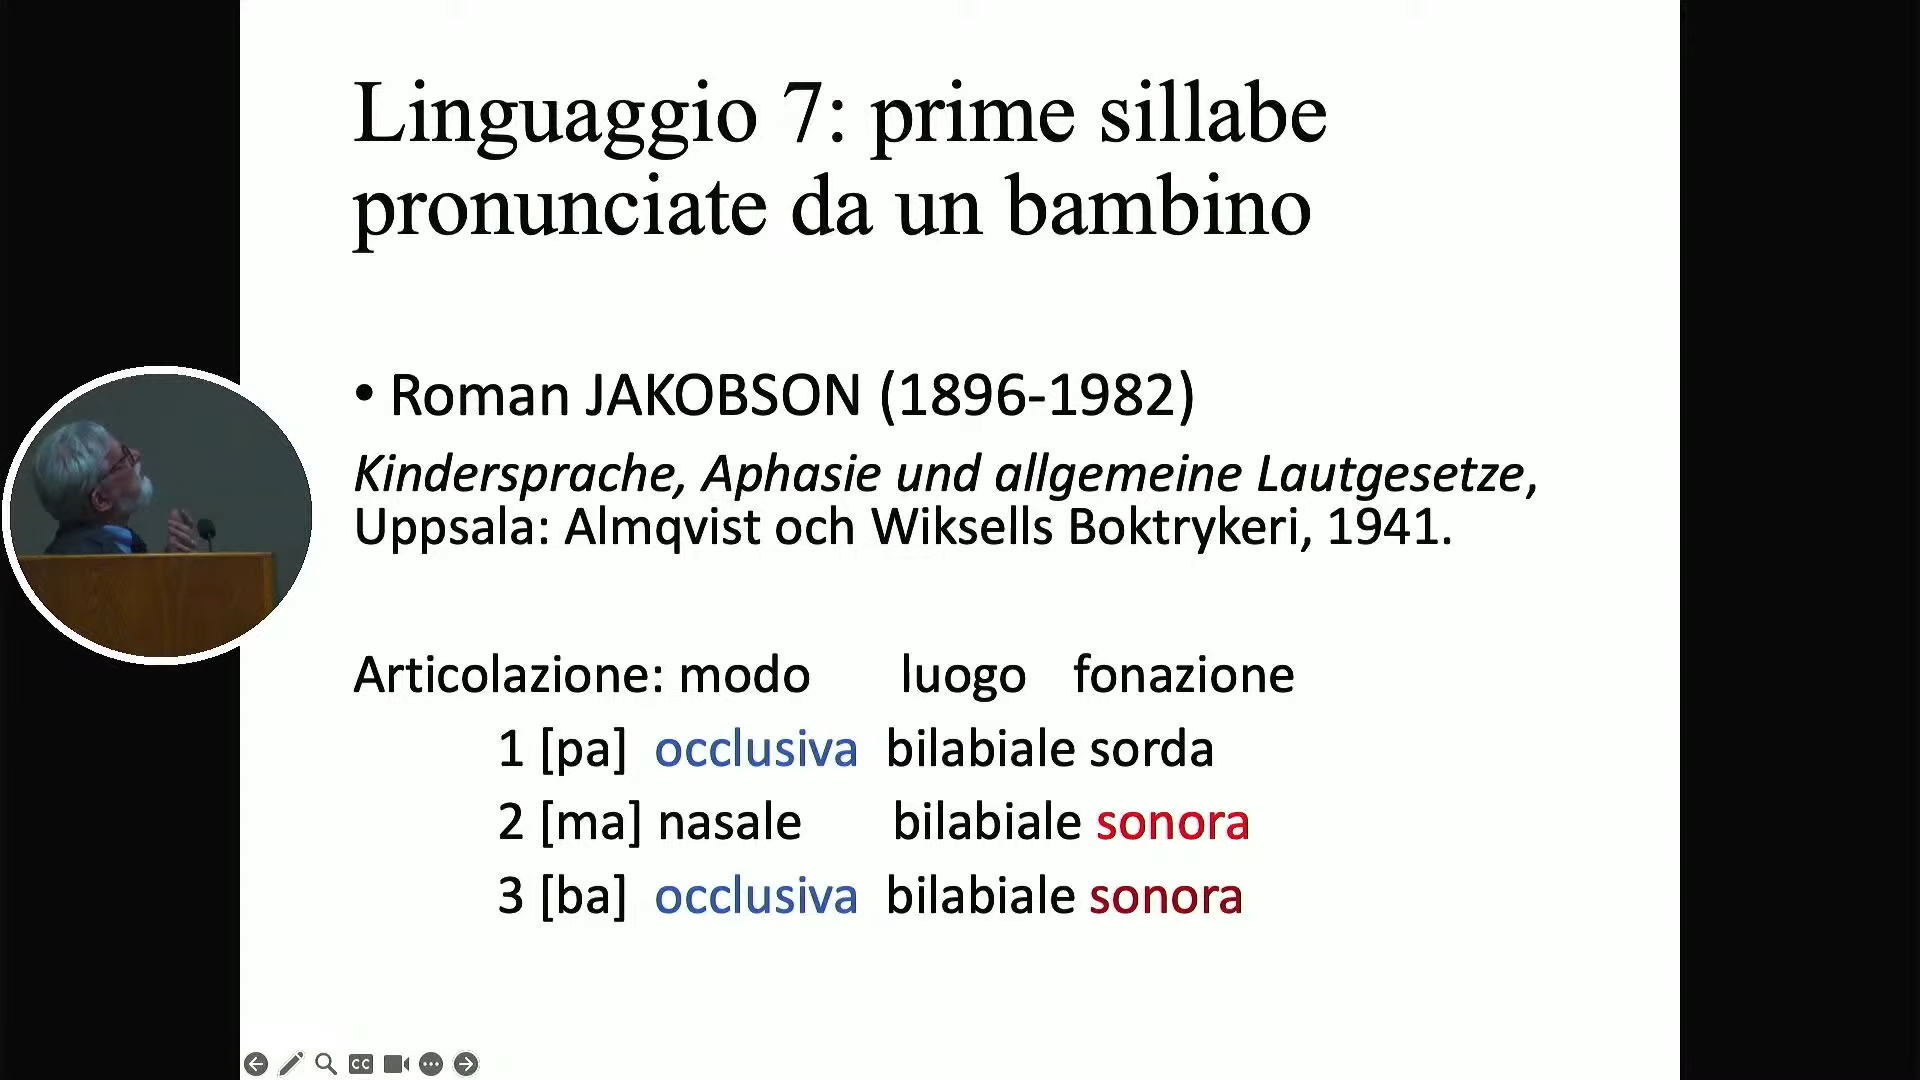 Linguaggio 7: prime sillabe
pronunciate da un bambino
• Roman JAKOBSON (1896-1982)
Kindersprache, Aphasie und allgemeine Lautgesetze,
Uppsala: Almqvist och Wiksells Boktrykeri, 1941.
Articolazione: modo luogo fonazione
1 [pa] occlusiva bilabiale sorda
2 [ma] nasale bilabiale sonora
3 [ba] occlusiva bilabiale sonora
CC